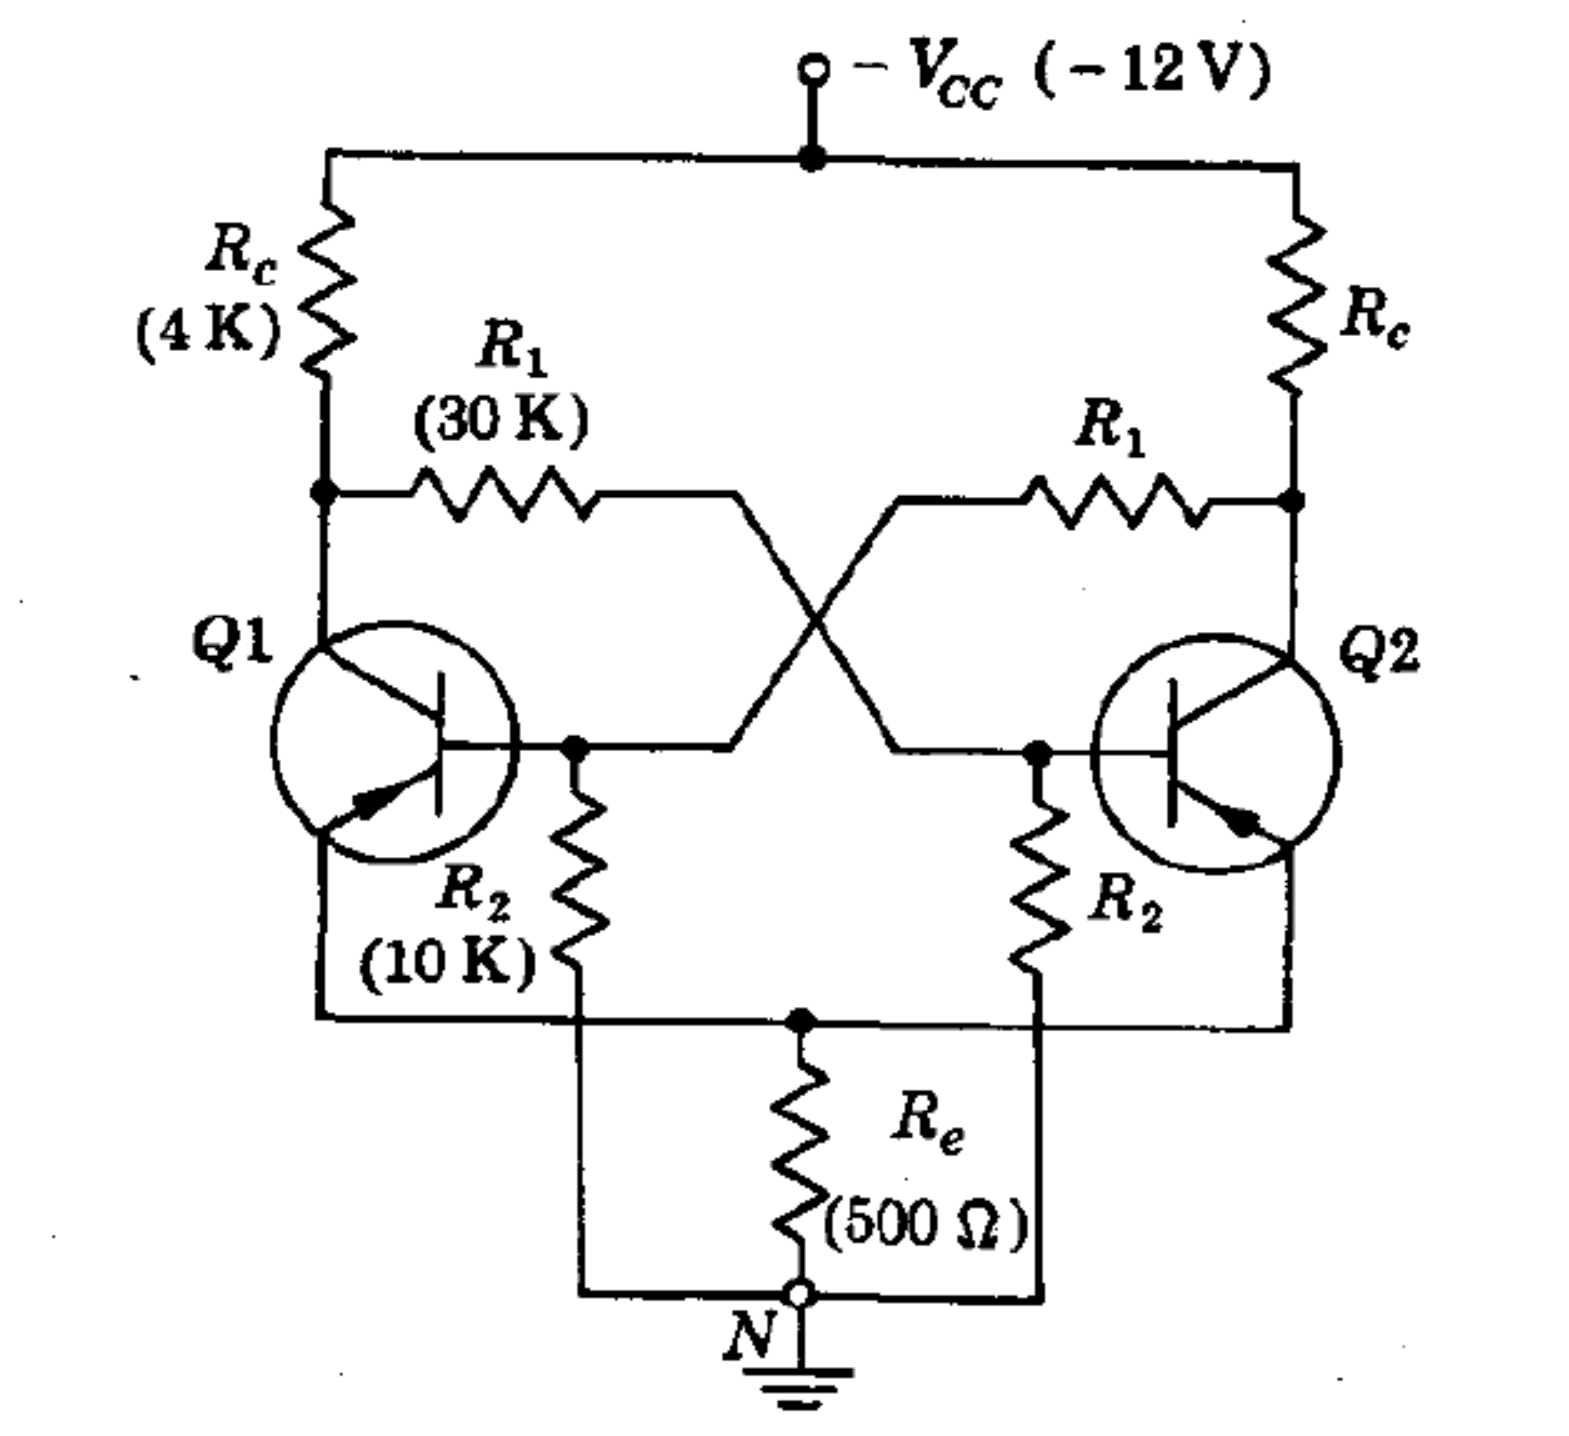 − V_CC (− 12 V)
R_c
(4 K)
R_c
R_1
(30 K)
R_1
Q1
Q2
R_2
(10 K)
R_2
R_e
(500 Ω)
N